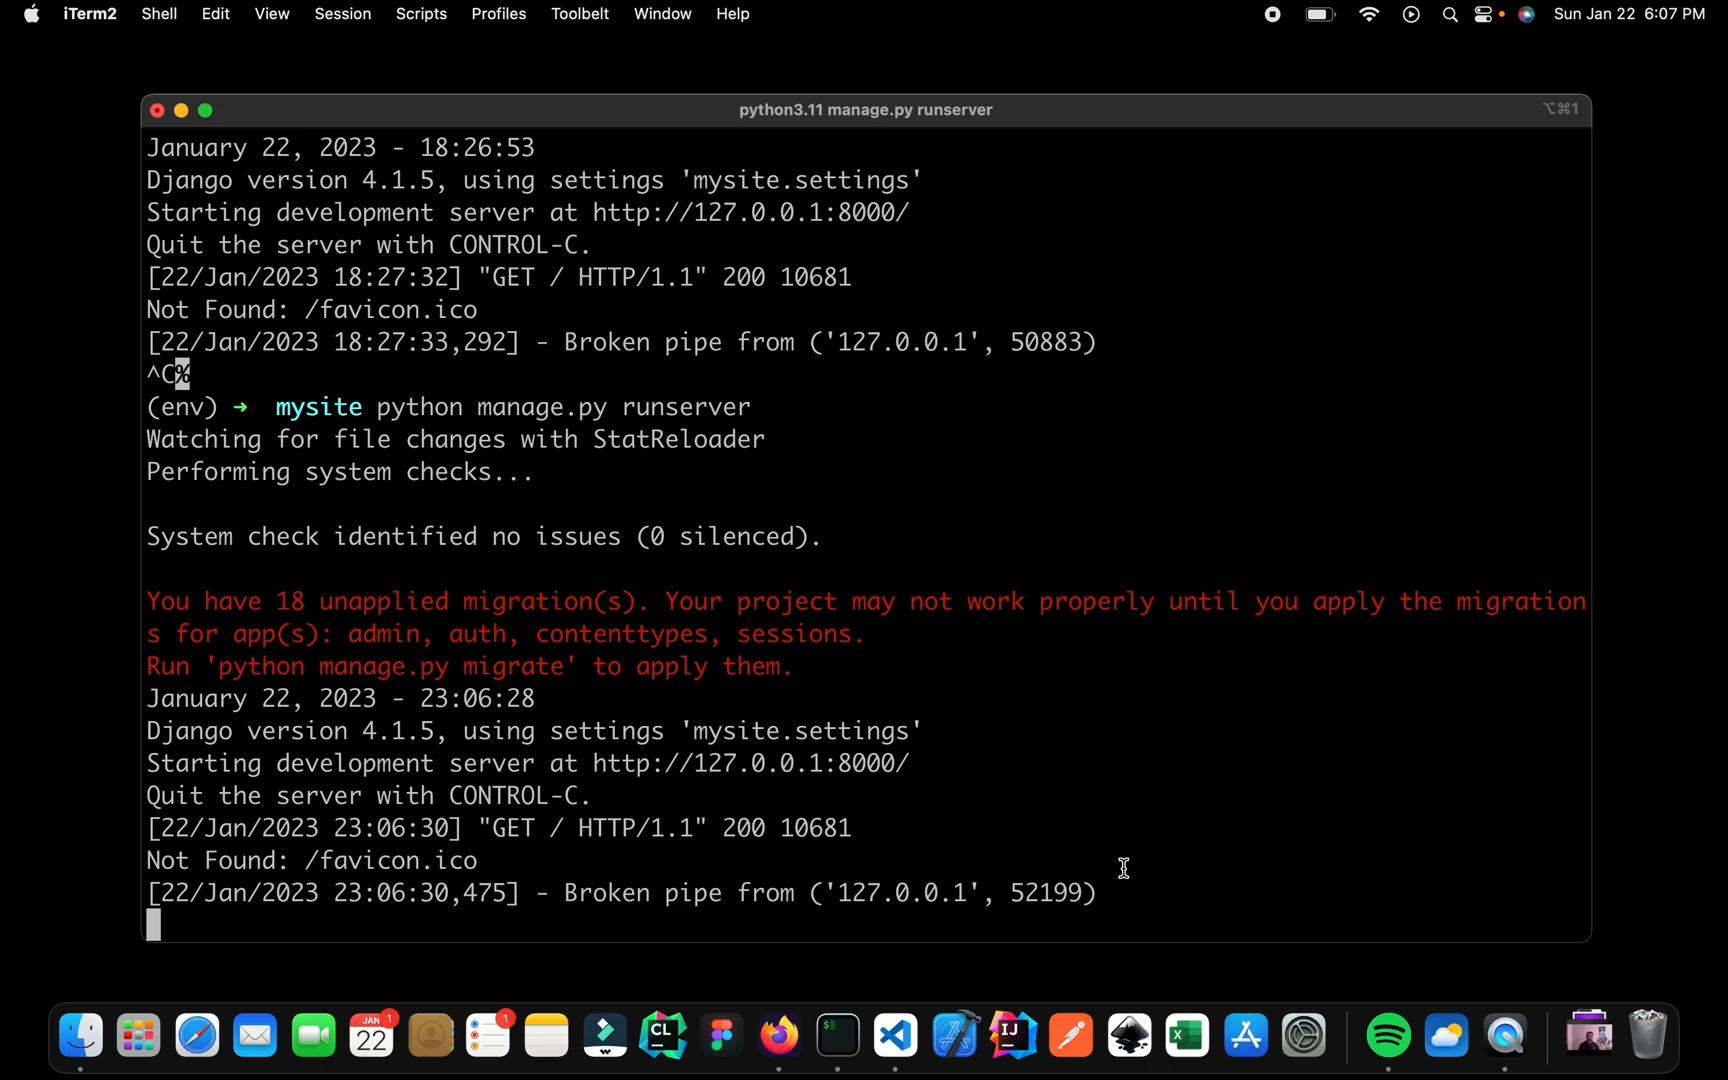 iTerm2 Shell Edit View Session Scripts Profiles Toolbelt Window Help Sun Jan 22 6:07 PM
python3.11 manage.py runserver ⌥⌘1
January 22, 2023 - 18:26:53
Django version 4.1.5, using settings 'mysite.settings'
Starting development server at http://127.0.0.1:8000/
Quit the server with CONTROL-C.
[22/Jan/2023 18:27:32] "GET / HTTP/1.1" 200 10681
Not Found: /favicon.ico
[22/Jan/2023 18:27:33,292] - Broken pipe from ('127.0.0.1', 50883)
^C%
(env) ➜ mysite python manage.py runserver
Watching for file changes with StatReloader
Performing system checks...
System check identified no issues (0 silenced).
You have 18 unapplied migration(s). Your project may not work properly until you apply the migration
s for app(s): admin, auth, contenttypes, sessions.
Run 'python manage.py migrate' to apply them.
January 22, 2023 - 23:06:28
Django version 4.1.5, using settings 'mysite.settings'
Starting development server at http://127.0.0.1:8000/
Quit the server with CONTROL-C.
[22/Jan/2023 23:06:30] "GET / HTTP/1.1" 200 10681
Not Found: /favicon.ico
[22/Jan/2023 23:06:30,475] - Broken pipe from ('127.0.0.1', 52199)
JAN 1 1 CL $ IJ
22